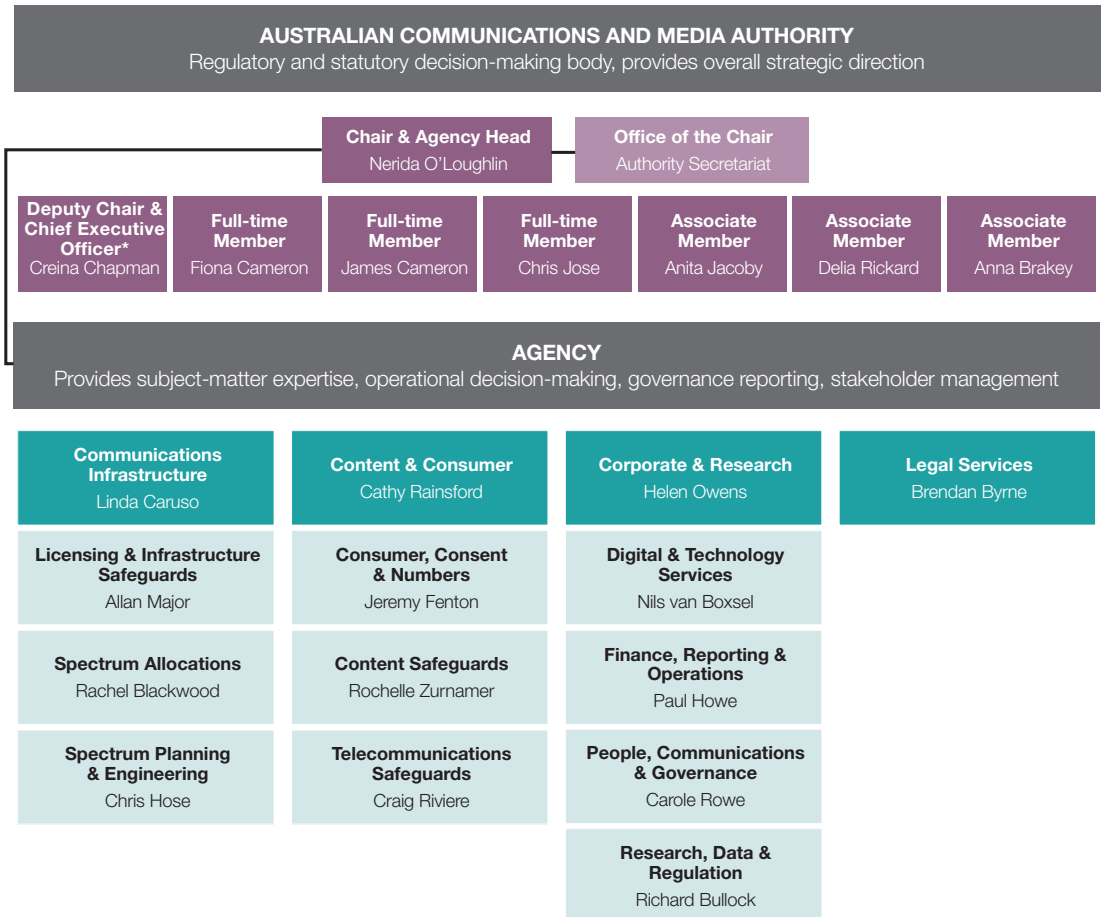 AUSTRALIAN COMMUNICATIONS AND MEDIA AUTHORITY
Regulatory and statutory decision-making body, provides overall strategic direction
Chair & Agency Head
Nerida O'Loughlin
Office of the Chair
Authority Secretariat
Deputy Chair &
Chief Executive
Officer*
Creina Chapman
Full-time
Member
Fiona Cameron
Full-time
Member
James Cameron
Full-time
Member
Chris Jose
Associate
Member
Anita Jacoby
Associate
Member
Delia Rickard
Associate
Member
Anna Brakey
AGENCY
Provides subject-matter expertise, operational decision-making, governance reporting, stakeholder management
Communications
Infrastructure
Linda Caruso
Licensing & Infrastructure
Safeguards
Allan Major
Spectrum Allocations
Rachel Blackwood
Spectrum Planning
& Engineering
Chris Hose
Content & Consumer
Cathy Rainsford
Consumer, Consent
& Numbers
Jeremy Fenton
Content Safeguards
Rochelle Zurnamer
Telecommunications
Safeguards
Craig Riviere
Corporate & Research
Helen Owens
Digital & Technology
Services
Nils van Boxsel
Finance, Reporting &
Operations
Paul Howe
People, Communications
& Governance
Carole Rowe
Research, Data &
Regulation
Richard Bullock
Legal Services
Brendan Byrne